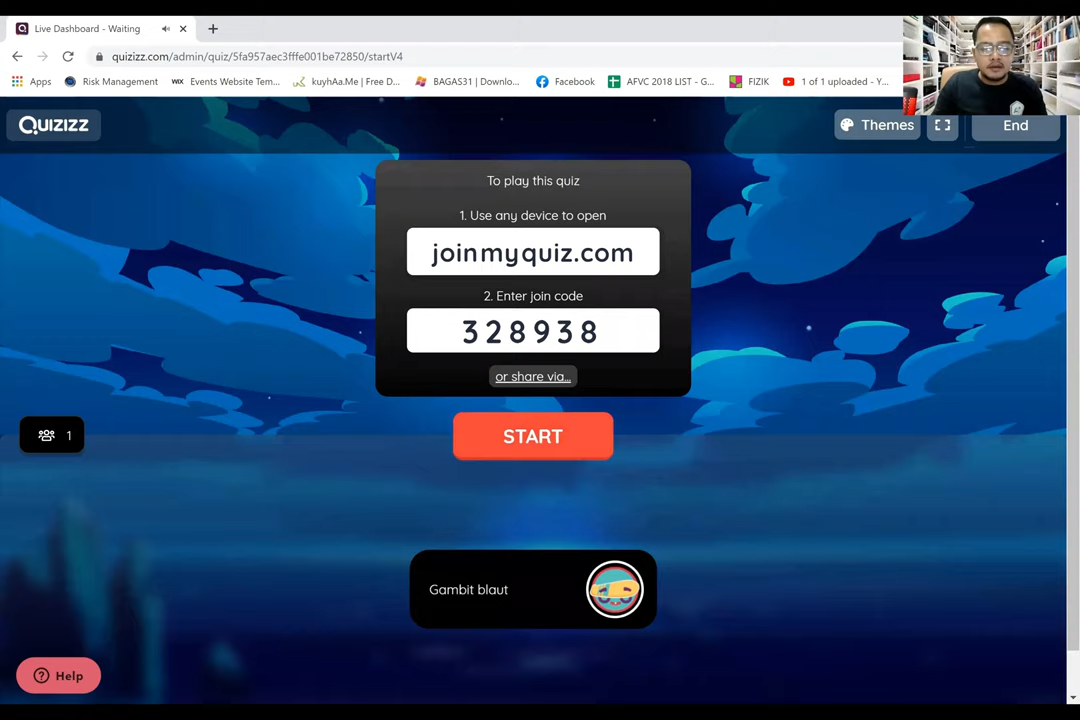 Live Dashboard - Waiting
quizizz.com/admin/quiz/5fa957aec3fffe001be72850/startV4
Apps
Risk Management
WIX
Events Website Tem...
kuyhAa.Me | Free D...
BAGAS31 | Downlo...
Facebook
AFVC 2018 LIST - G...
FIZIK
1 of 1 uploaded - Y...
Quizizz
Themes
End
To play this quiz
1. Use any device to open
joinmyquiz.com
2. Enter join code
328938
or share via...
START
1
Gambit blaut
Help